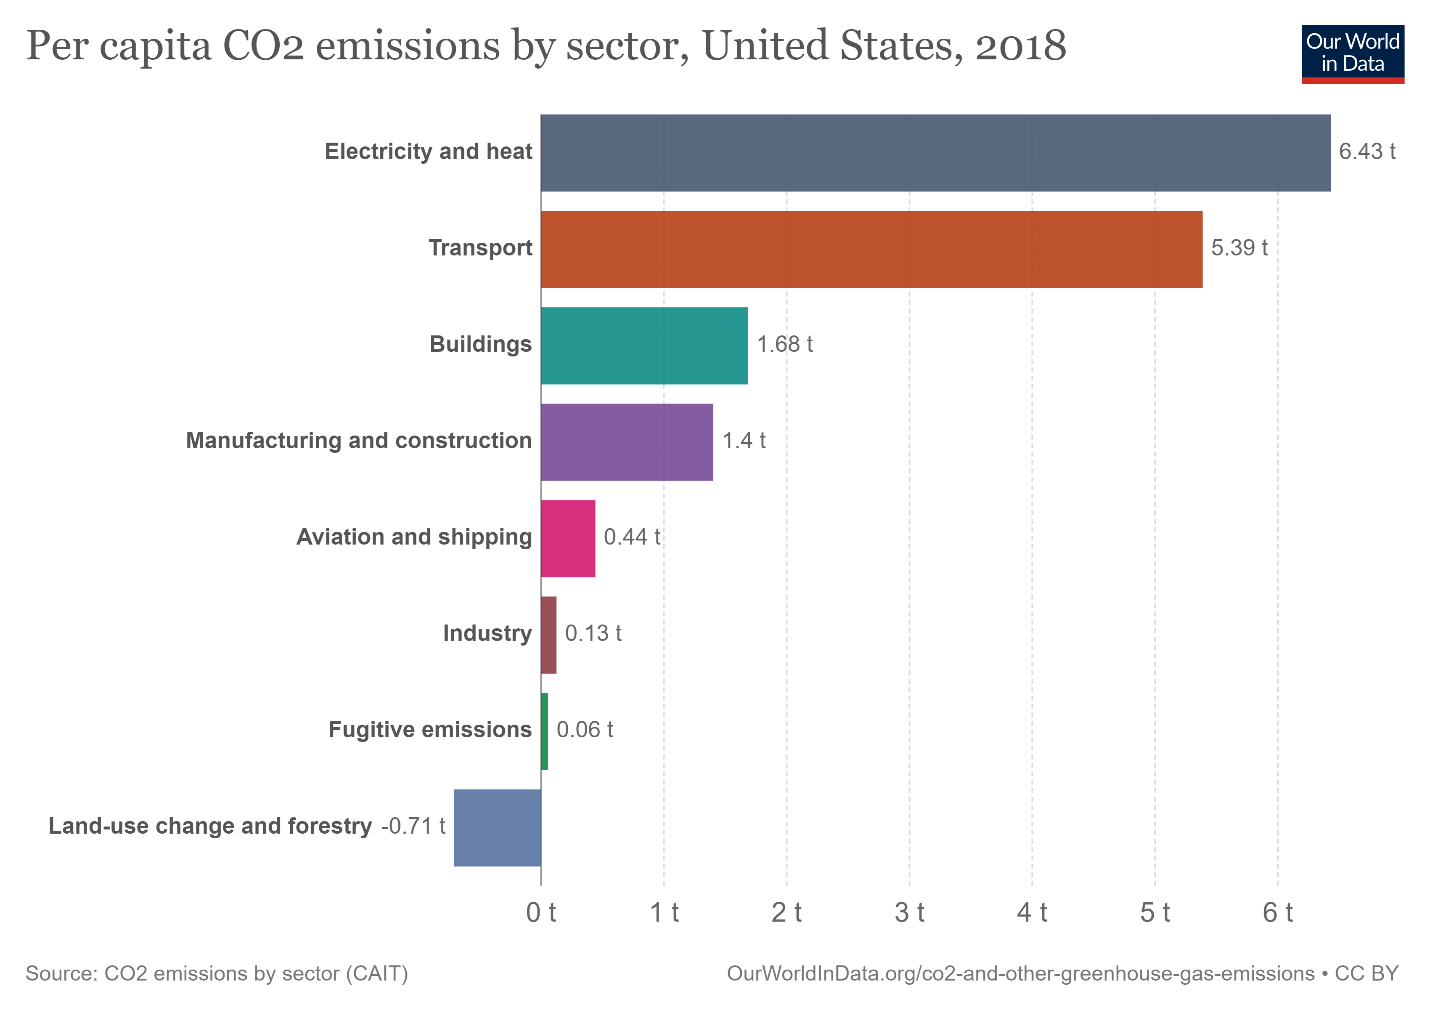 Per capita CO2 emissions by sector, United States, 2018
Our World
in Data
Electricity and heat 6.43 t
Transport 5.39 t
Buildings 1.68 t
Manufacturing and construction 1.4 t
Aviation and shipping 0.44 t
Industry 0.13 t
Fugitive emissions 0.06 t
Land-use change and forestry -0.71 t
0 t 1 t 2 t 3 t 4 t 5 t 6 t
Source: CO2 emissions by sector (CAIT)
OurWorldInData.org/co2-and-other-greenhouse-gas-emissions • CC BY